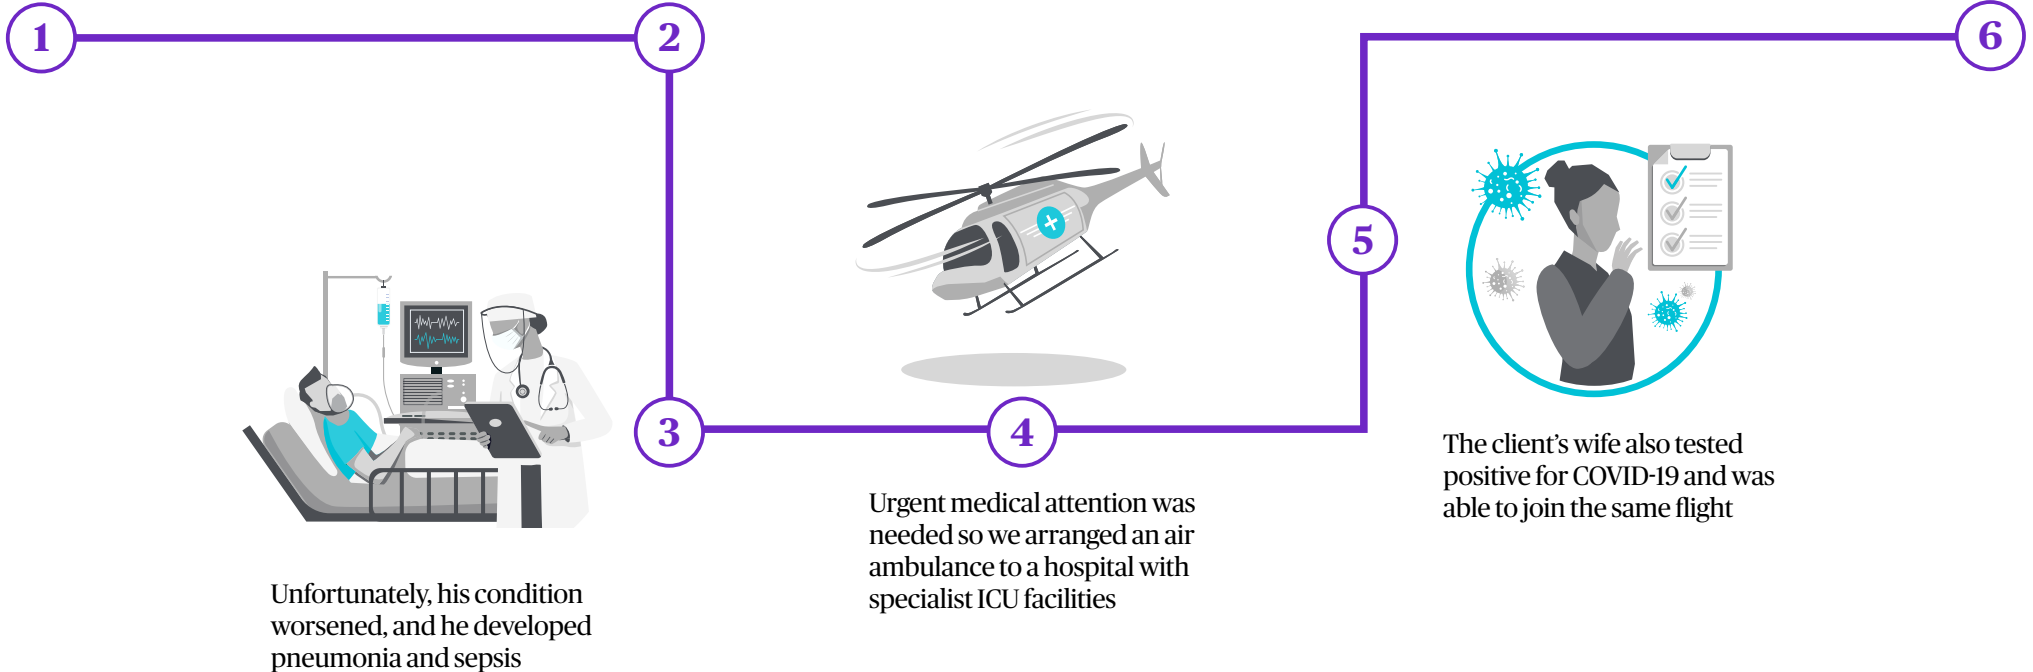 1
2
3
4
5
6
Unfortunately, his condition
worsened, and he developed
pneumonia and sepsis
Urgent medical attention was
needed so we arranged an air
ambulance to a hospital with
specialist ICU facilities
The client’s wife also tested
positive for COVID-19 and was
able to join the same flight